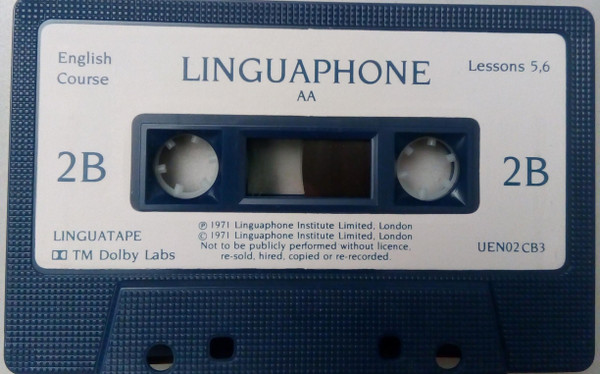 English
Course
LINGUAPHONE
AA
Lessons 5,6
2B
2B
LINGUATAPE
TM Dolby Labs
℗ 1971 Linguaphone Institute Limited, London
© 1971 Linguaphone Institute Limited, London
Not to be publicly performed without licence,
re-sold, hired, copied or re-recorded.
UEN02CB3